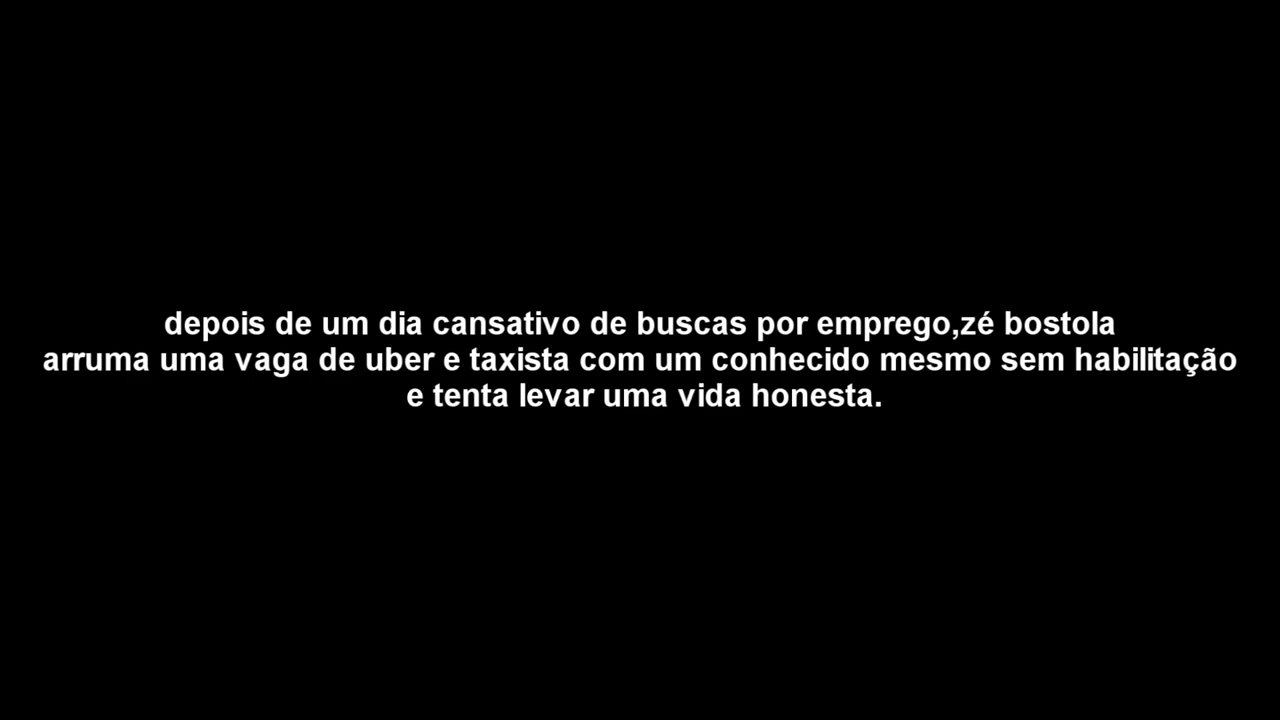 depois de um dia cansativo de buscas por emprego,zé bostola
arruma uma vaga de uber e taxista com um conhecido mesmo sem habilitação
e tenta levar uma vida honesta.